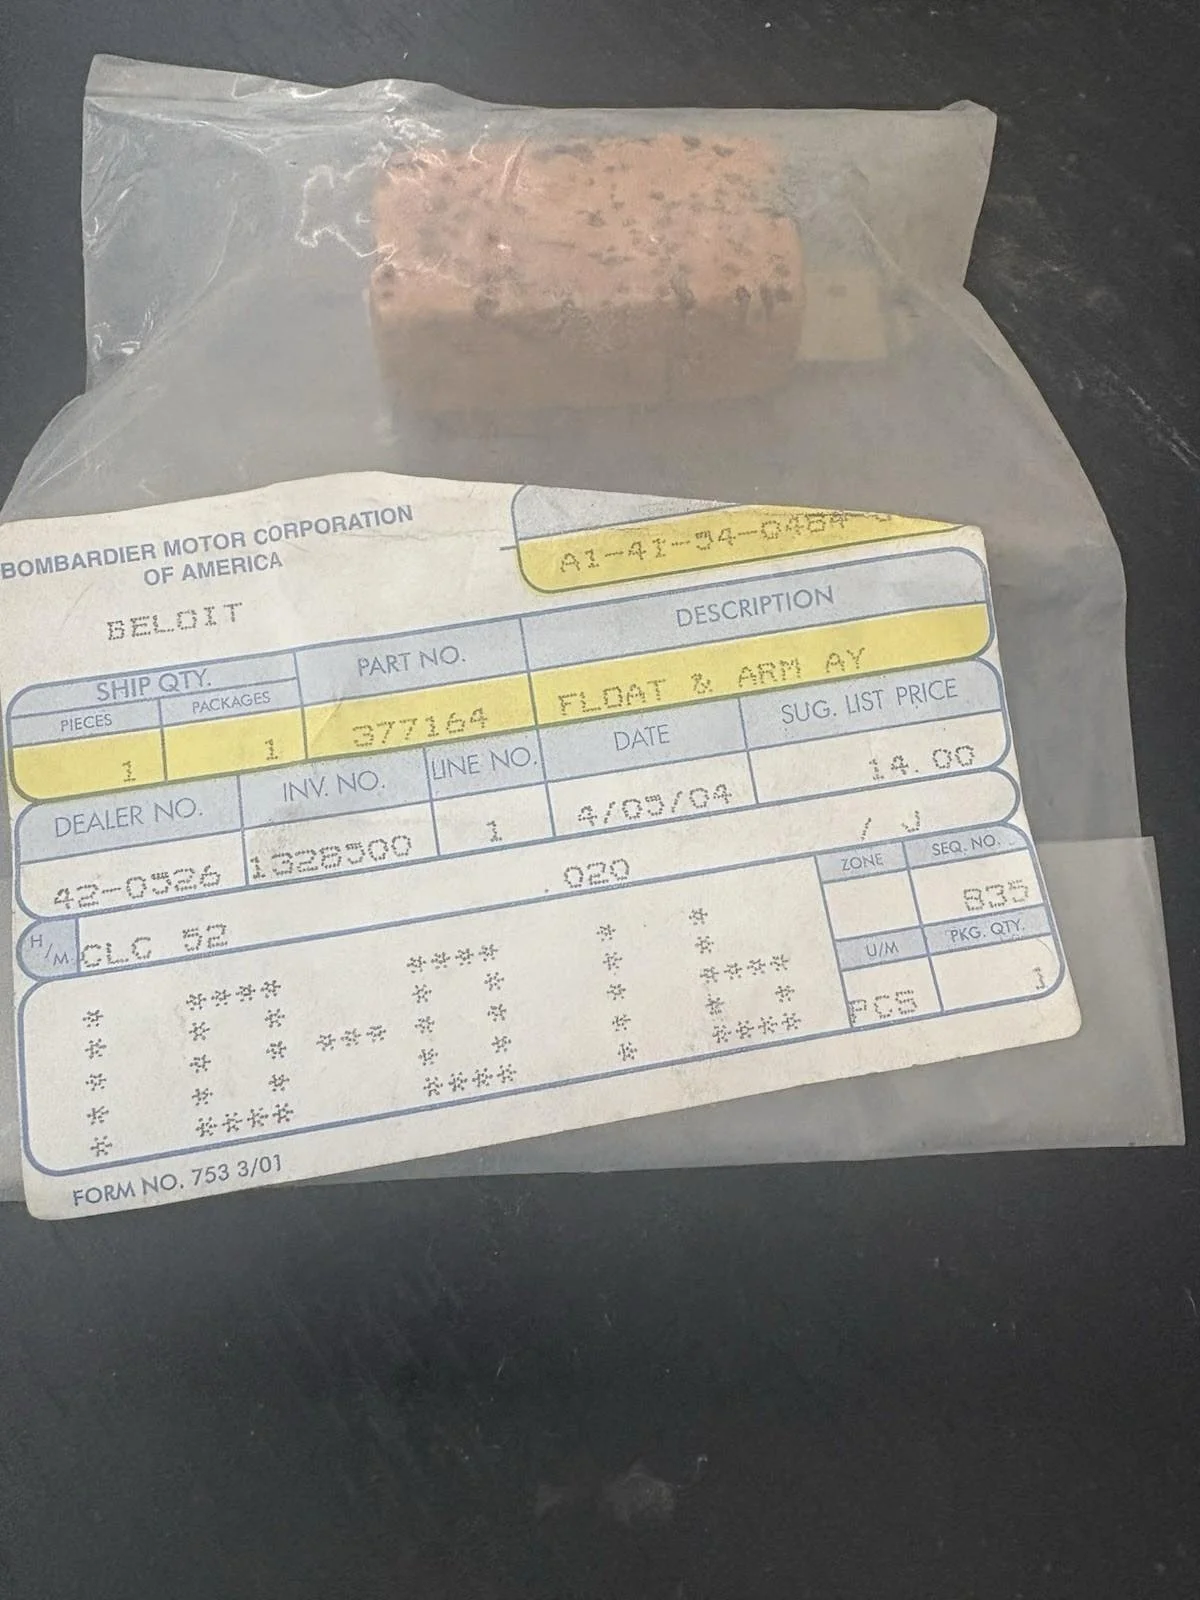 BOMBARDIER MOTOR CORPORATION
OF AMERICA
A1-41-34-0484-
BELOIT
SHIP QTY.
PIECES
PACKAGES
PART NO.
DESCRIPTION
1
1
377164
FLOAT & ARM AY
DEALER NO.
INV. NO.
LINE NO.
DATE
SUG. LIST PRICE
42-0526
1328500
1
4/05/04
14.00
H/M
CLC 52
.020
ZONE
SEQ. NO.
835
U/M
PKG. QTY.
PCS
1
FORM NO. 753 3/01